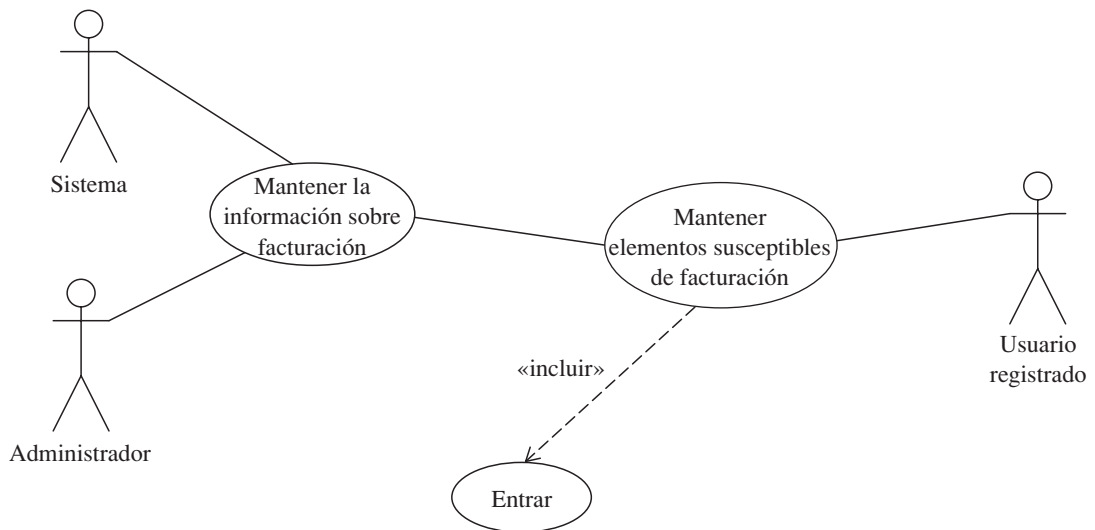 Sistema
Mantener la
información sobre
facturación
Mantener
elementos susceptibles
de facturación
Usuario
registrado
«incluir»
Administrador
Entrar